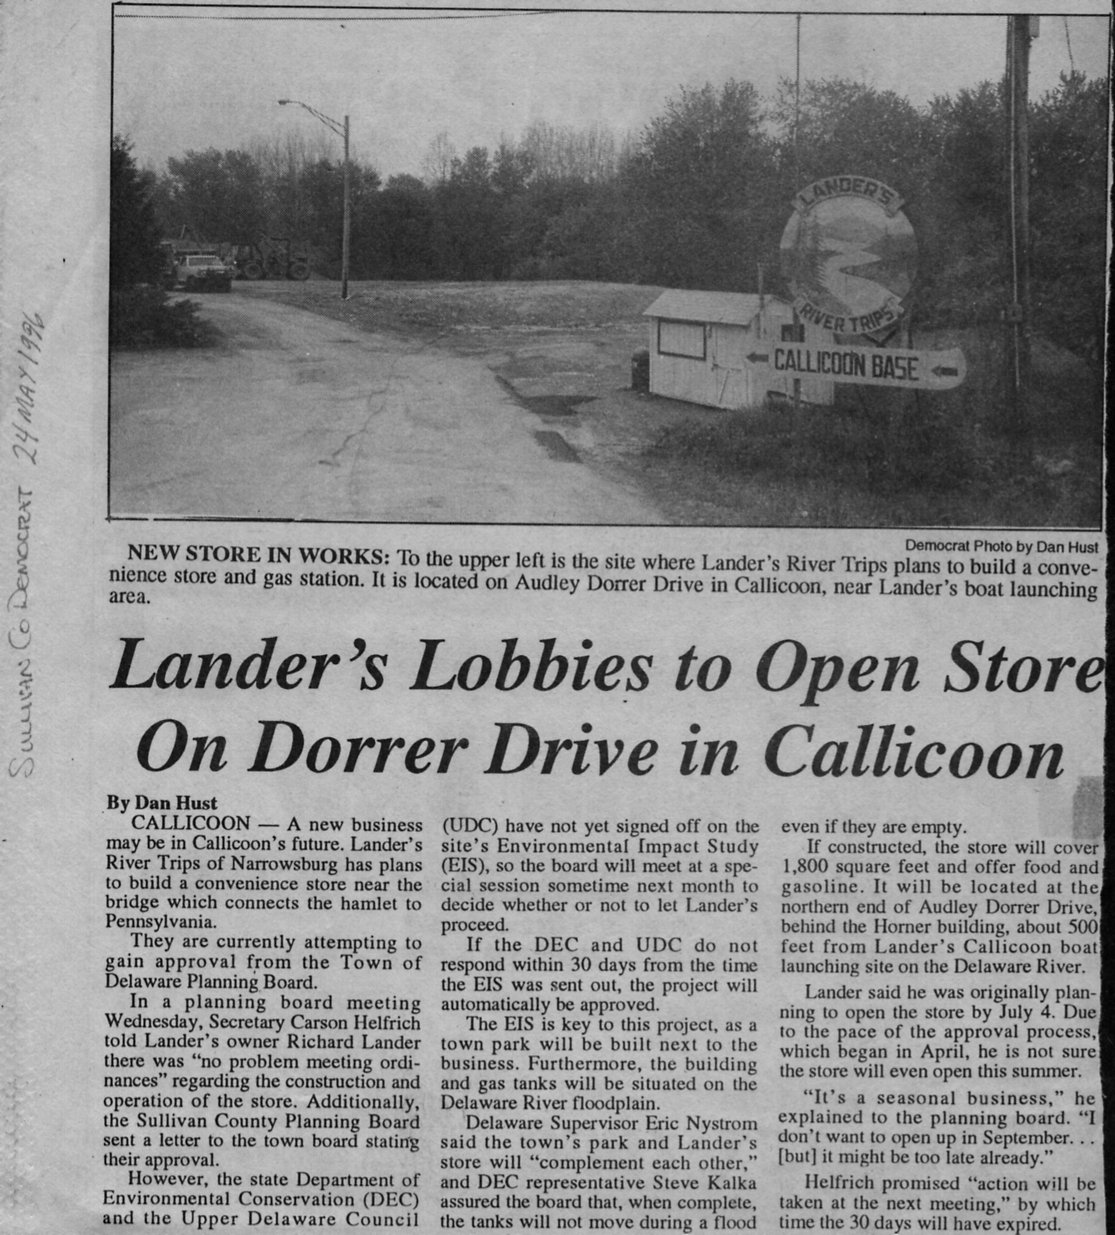 LANDER'S
RIVER TRIPS
CALLICOON BASE
SULLIVAN CO DEMOCRAT 24 MAY 1996
Democrat Photo by Dan Hust
NEW STORE IN WORKS: To the upper left is the site where Lander's River Trips plans to build a conve-
nience store and gas station. It is located on Audley Dorrer Drive in Callicoon, near Lander's boat launching
area.
Lander's Lobbies to Open Store
On Dorrer Drive in Callicoon
By Dan Hust
CALLICOON — A new business
may be in Callicoon's future. Lander's
River Trips of Narrowsburg has plans
to build a convenience store near the
bridge which connects the hamlet to
Pennsylvania.
They are currently attempting to
gain approval from the Town of
Delaware Planning Board.
In a planning board meeting
Wednesday, Secretary Carson Helfrich
told Lander's owner Richard Lander
there was "no problem meeting ordi-
nances" regarding the construction and
operation of the store. Additionally,
the Sullivan County Planning Board
sent a letter to the town board stating
their approval.
However, the state Department of
Environmental Conservation (DEC)
and the Upper Delaware Council
(UDC) have not yet signed off on the
site's Environmental Impact Study
(EIS), so the board will meet at a spe-
cial session sometime next month to
decide whether or not to let Lander's
proceed.
If the DEC and UDC do not
respond within 30 days from the time
the EIS was sent out, the project will
automatically be approved.
The EIS is key to this project, as a
town park will be built next to the
business. Furthermore, the building
and gas tanks will be situated on the
Delaware River floodplain.
Delaware Supervisor Eric Nystrom
said the town's park and Lander's
store will "complement each other,"
and DEC representative Steve Kalka
assured the board that, when complete,
the tanks will not move during a flood
even if they are empty.
If constructed, the store will cover
1,800 square feet and offer food and
gasoline. It will be located at the
northern end of Audley Dorrer Drive,
behind the Horner building, about 500
feet from Lander's Callicoon boat
launching site on the Delaware River.
Lander said he was originally plan-
ning to open the store by July 4. Due
to the pace of the approval process,
which began in April, he is not sure
the store will even open this summer.
"It's a seasonal business," he
explained to the planning board. "I
don't want to open up in September. . .
[but] it might be too late already."
Helfrich promised "action will be
taken at the next meeting," by which
time the 30 days will have expired.